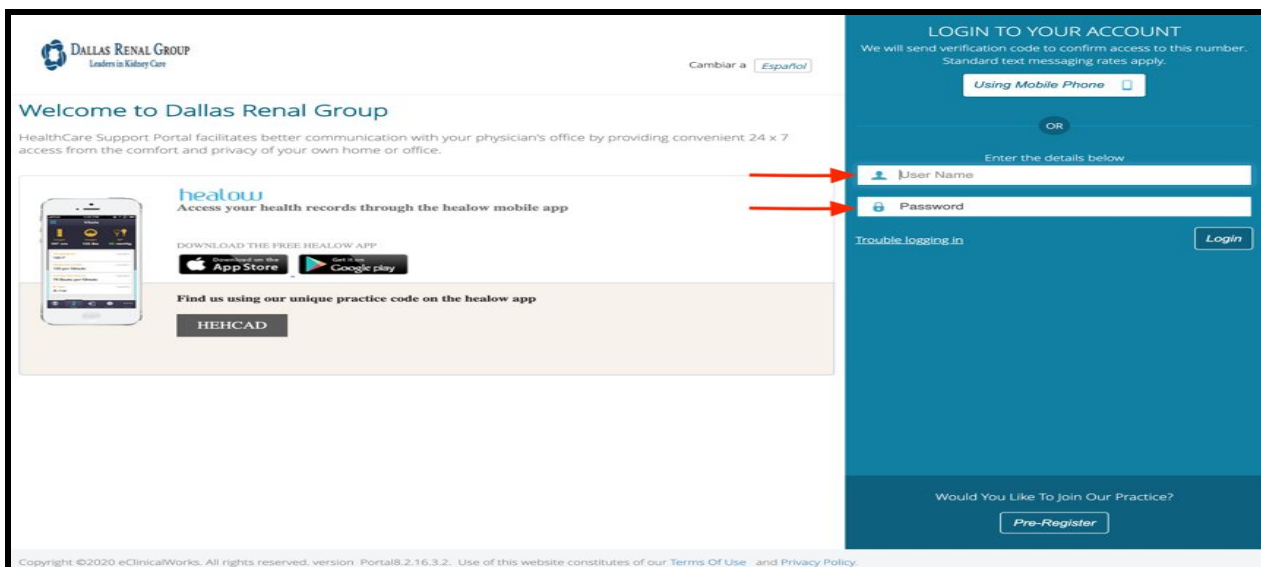 DALLAS RENAL GROUP
Leaders in Kidney Care
Cambiar a Español
Welcome to Dallas Renal Group
HealthCare Support Portal facilitates better communication with your physician's office by providing convenient 24 x 7
access from the comfort and privacy of your own home or office.
healow
Access your health records through the healow mobile app
DOWNLOAD THE FREE HEALOW APP
Download on the
App Store
Get it on
Google play
Find us using our unique practice code on the healow app
HEHCAD
LOGIN TO YOUR ACCOUNT
We will send verification code to confirm access to this number.
Standard text messaging rates apply.
Using Mobile Phone
OR
Enter the details below
User Name
Password
Trouble logging in
Login
Would You Like To Join Our Practice?
Pre-Register
Copyright ©2020 eClinicalWorks. All rights reserved. version Portal8.2.16.3.2. Use of this website constitutes of our Terms Of Use and Privacy Policy.